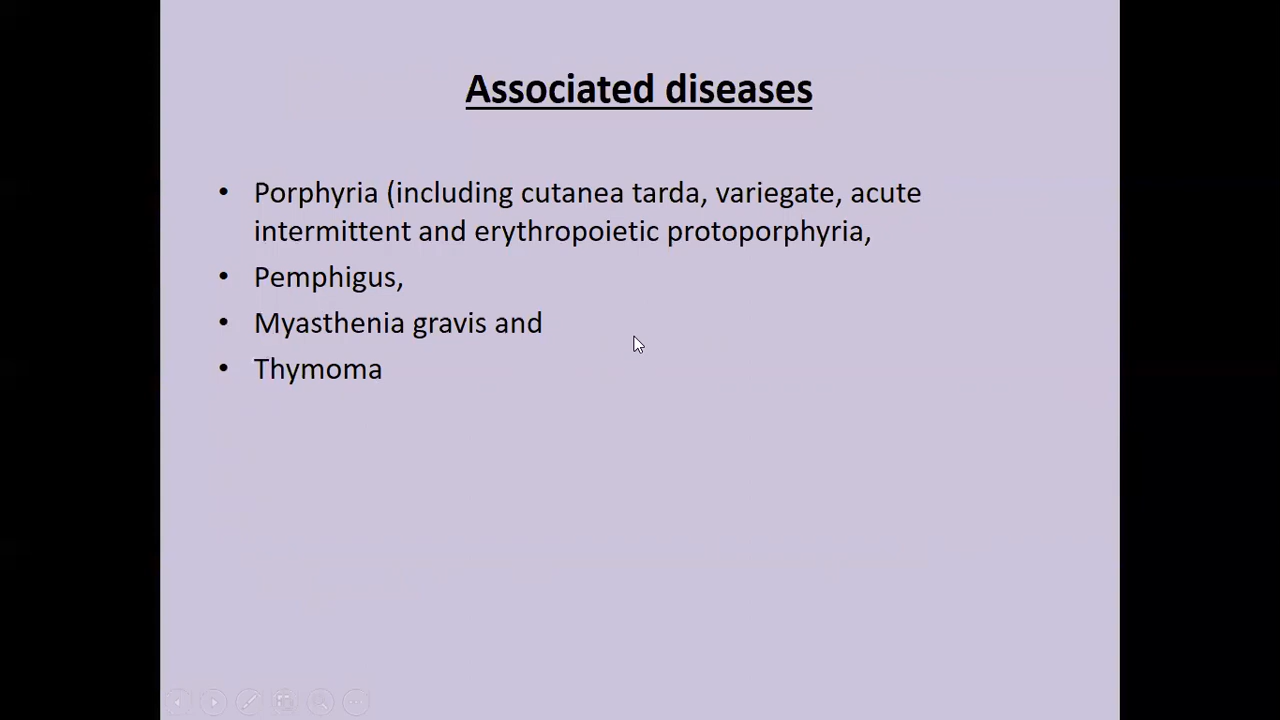 Associated diseases
• Porphyria (including cutanea tarda, variegate, acute
intermittent and erythropoietic protoporphyria,
• Pemphigus,
• Myasthenia gravis and
• Thymoma